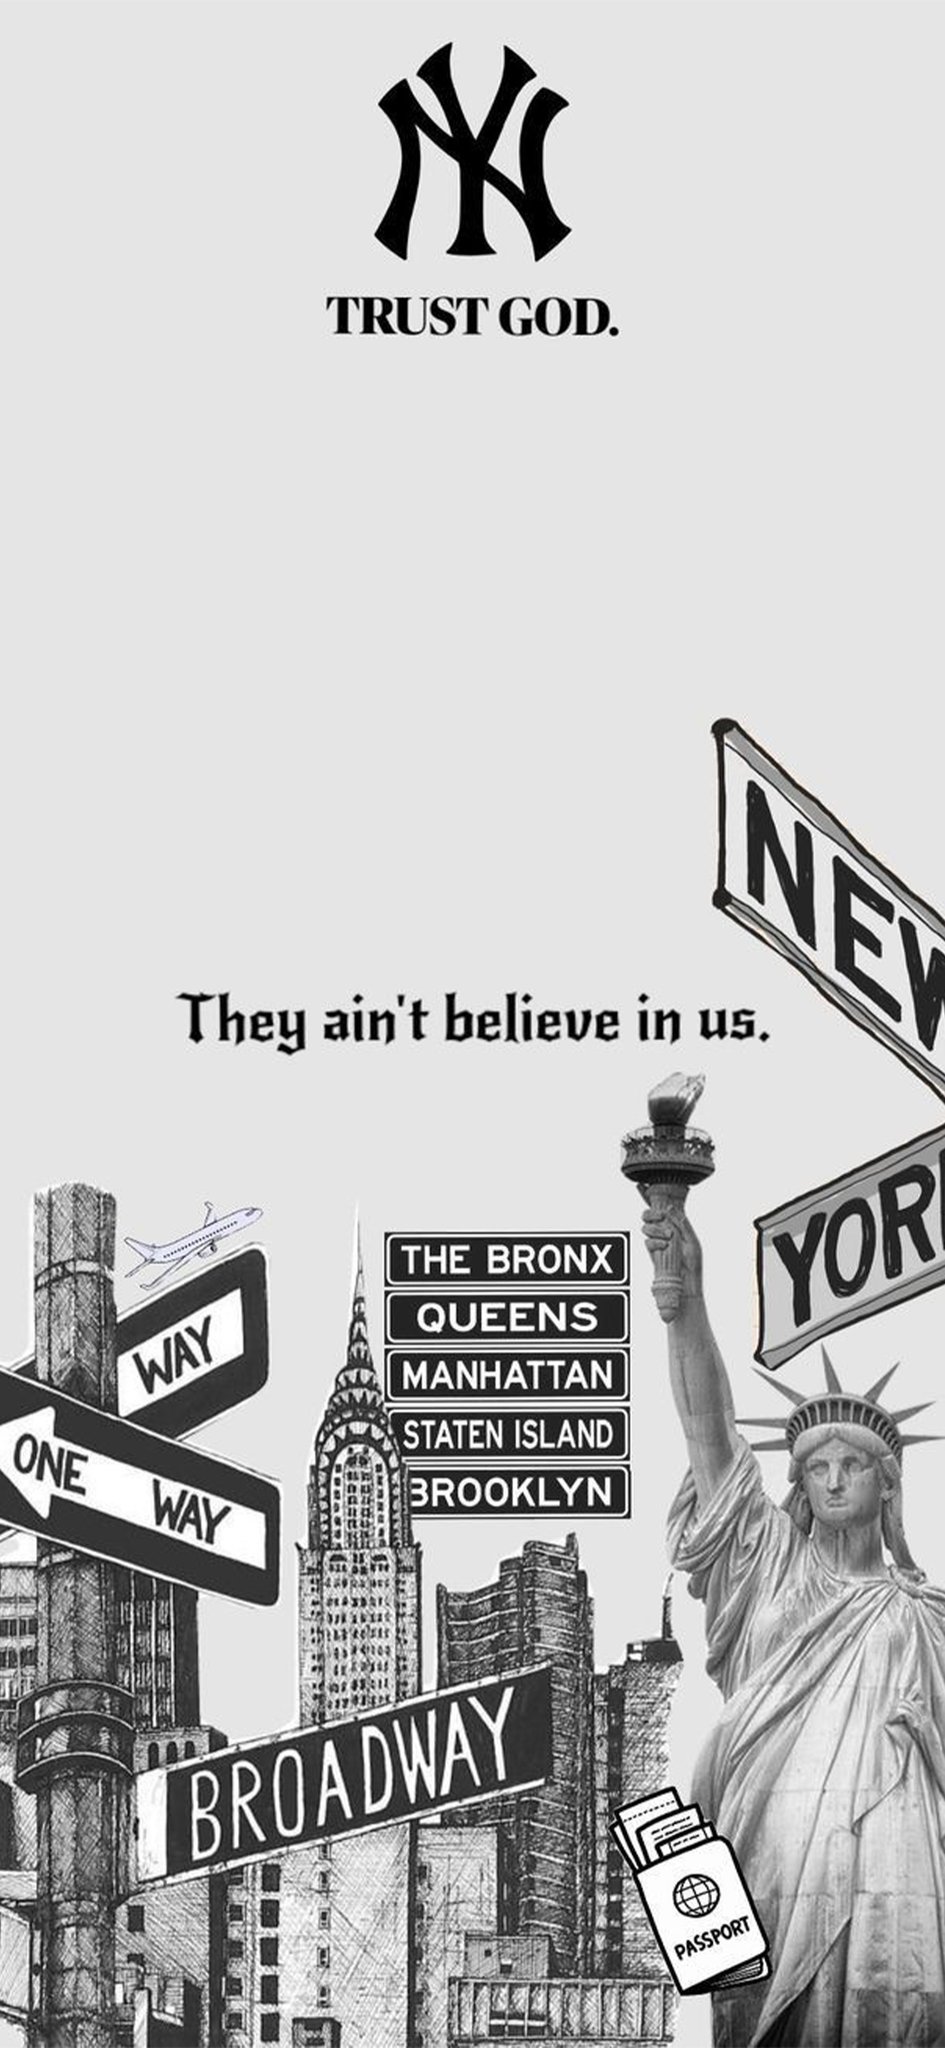 NY
TRUST GOD.
NEW
They ain't believe in us.
YORK
THE BRONX
QUEENS
MANHATTAN
STATEN ISLAND
BROOKLYN
WAY
ONE WAY
BROADWAY
PASSPORT